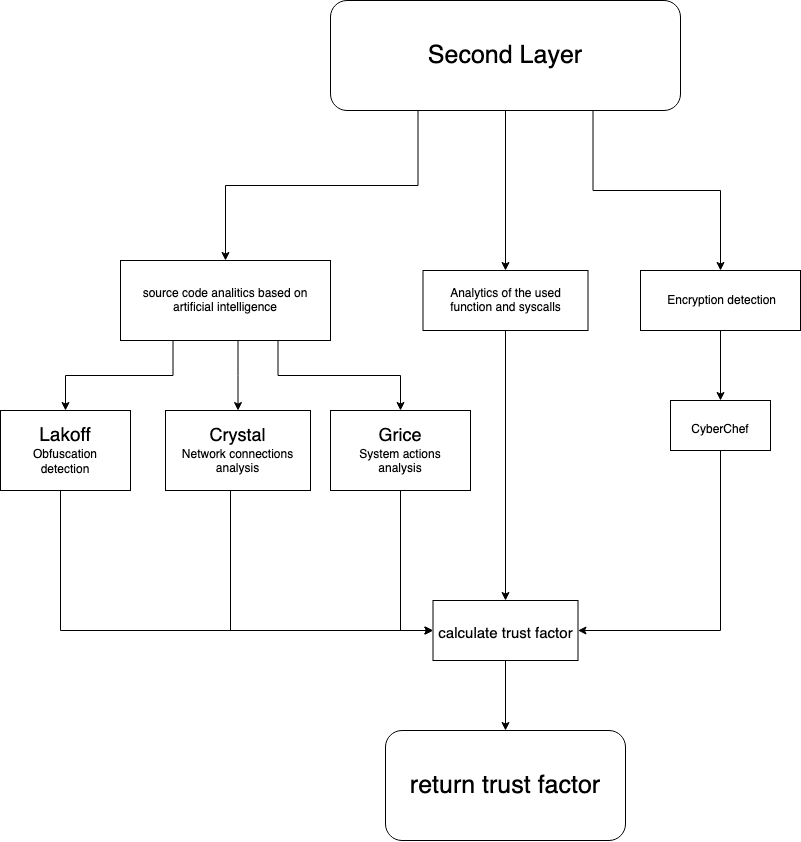 Second Layer
source code analitics based on
artificial intelligence
Analytics of the used
function and syscalls
Encryption detection
Lakoff
Obfuscation
detection
Crystal
Network connections
analysis
Grice
System actions
analysis
CyberChef
calculate trust factor
return trust factor